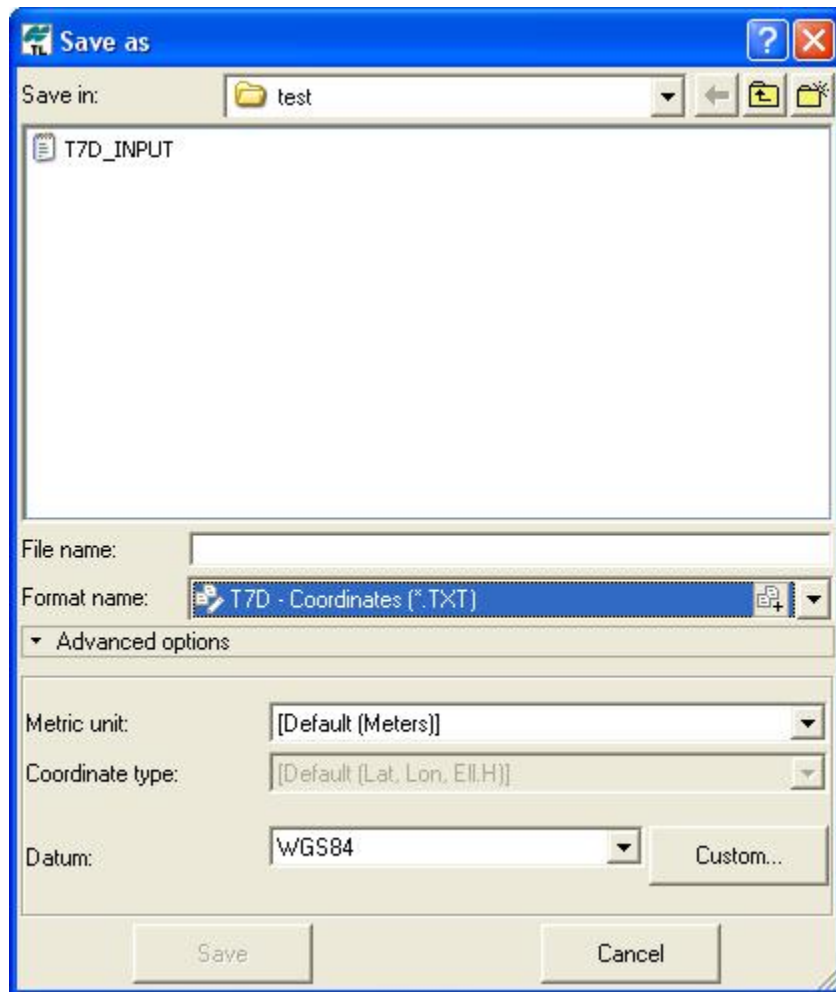 TL Save as
Save in: test
T7D_INPUT
File name:
Format name: T7D - Coordinates (*.TXT)
Advanced options
Metric unit: [Default (Meters)]
Coordinate type: [Default (Lat, Lon, Ell.H)]
Datum: WGS84 Custom...
Save Cancel